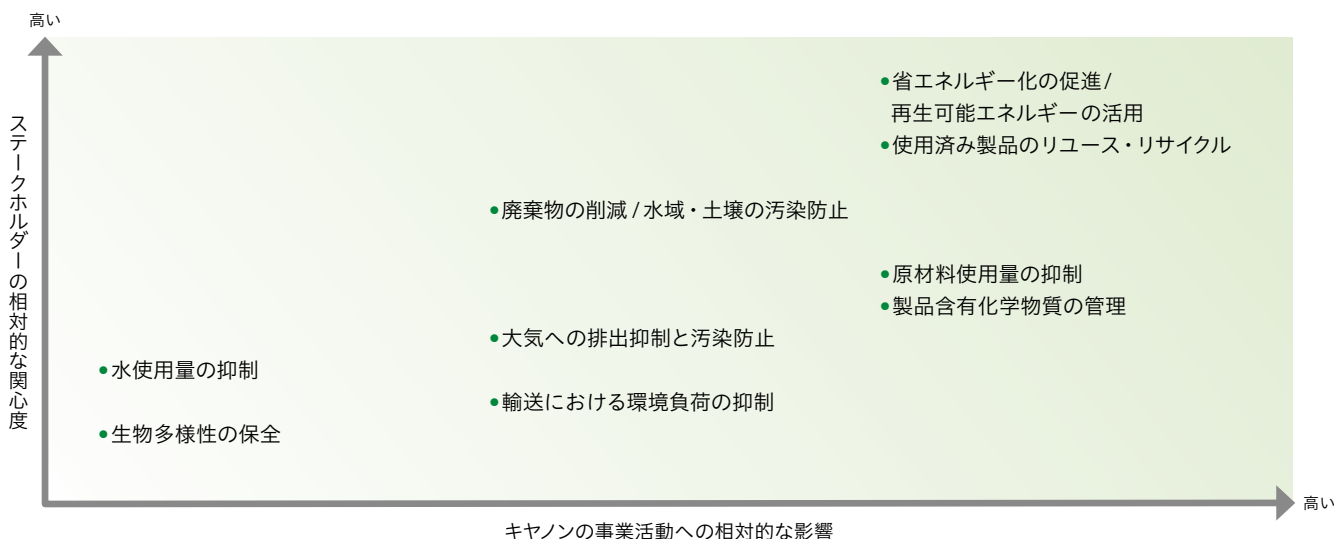 高い
ステークホルダーの相対的な関心度
●省エネルギー化の促進/
再生可能エネルギーの活用
●使用済み製品のリユース・リサイクル
●廃棄物の削減/水域・土壌の汚染防止
●原材料使用量の抑制
●製品含有化学物質の管理
●大気への排出抑制と汚染防止
●水使用量の抑制
●輸送における環境負荷の抑制
●生物多様性の保全
高い
キヤノンの事業活動への相対的な影響